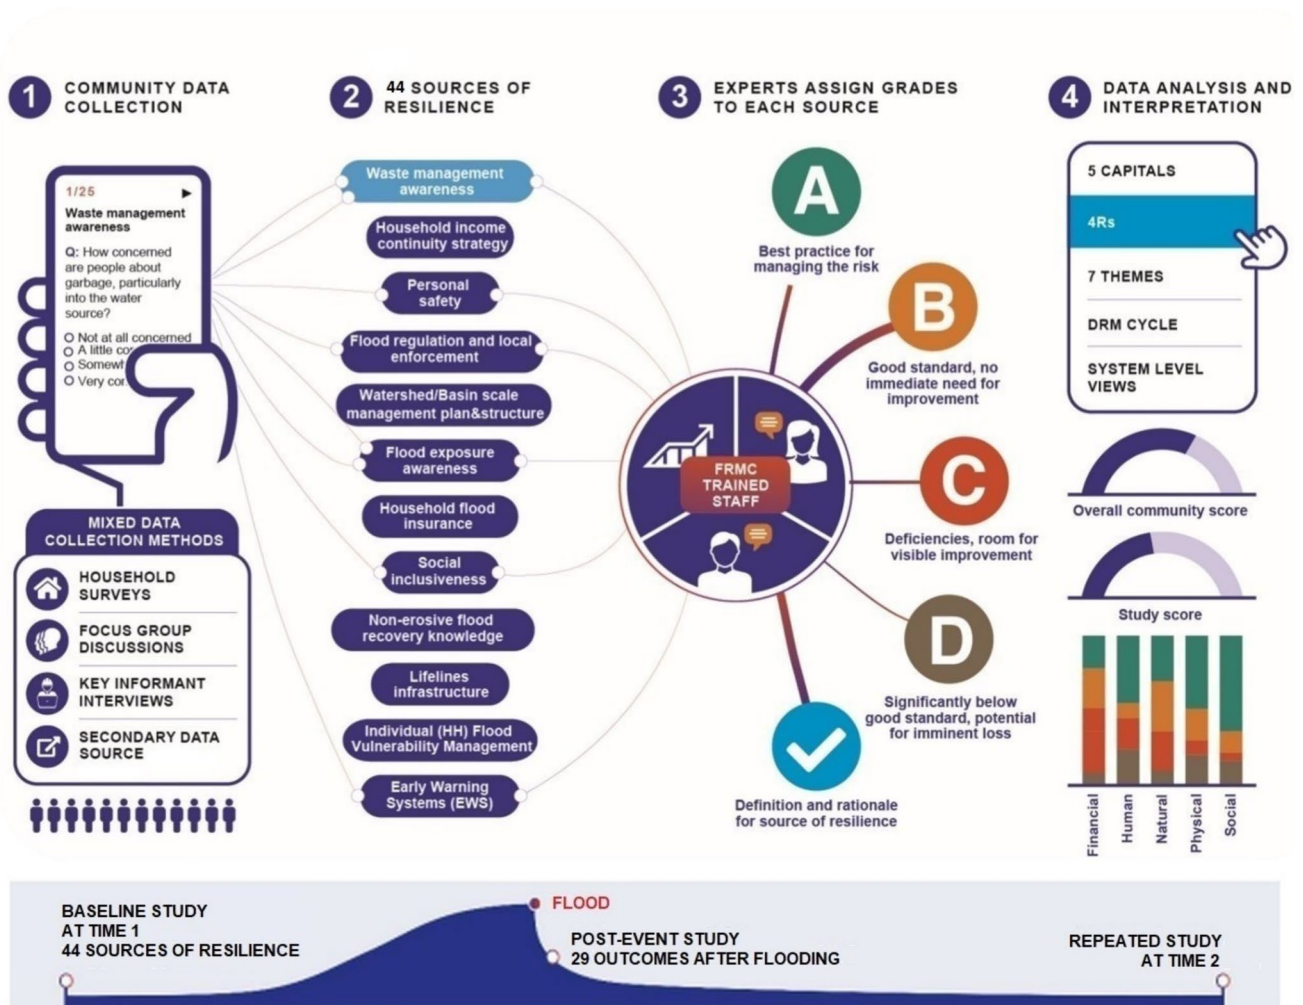 1
COMMUNITY DATA
COLLECTION
1/25
Waste management
awareness
Q: How concerned
are people about
garbage, particularly
into the water
source?
Not at all concerned
A little
Very
MIXED DATA
COLLECTION METHODS
HOUSEHOLD
SURVEYS
FOCUS GROUP
DISCUSSIONS
KEY INFORMANT
INTERVIEWS
SECONDARY DATA
SOURCE
2
44 SOURCES OF
RESILIENCE
Waste management
awareness
Household income
continuity strategy
Personal
safety
Flood regulation and local
enforcement
Watershed/Basin scale
management plan&structure
Flood exposure
awareness
Household flood
insurance
Social
inclusiveness
Non-erosive flood
recovery knowledge
Lifelines
infrastructure
Individual (HH) Flood
Vulnerability Management
Early Warning
Systems (EWS)
3
EXPERTS ASSIGN GRADES
TO EACH SOURCE
FRMC
TRAINED
STAFF
A
Best practice for
managing the risk
B
Good standard, no
immediate need for
improvement
C
Deficiencies, room for
visible improvement
D
Significantly below
good standard, potential
for imminent loss
Definition and rationale
for source of resilience
4
DATA ANALYSIS AND
INTERPRETATION
5 CAPITALS
4Rs
7 THEMES
DRM CYCLE
SYSTEM LEVEL
VIEWS
Overall community score
Study score
Financial
Human
Natural
Physical
Social
BASELINE STUDY
AT TIME 1
44 SOURCES OF RESILIENCE
FLOOD
POST-EVENT STUDY
29 OUTCOMES AFTER FLOODING
REPEATED STUDY
AT TIME 2